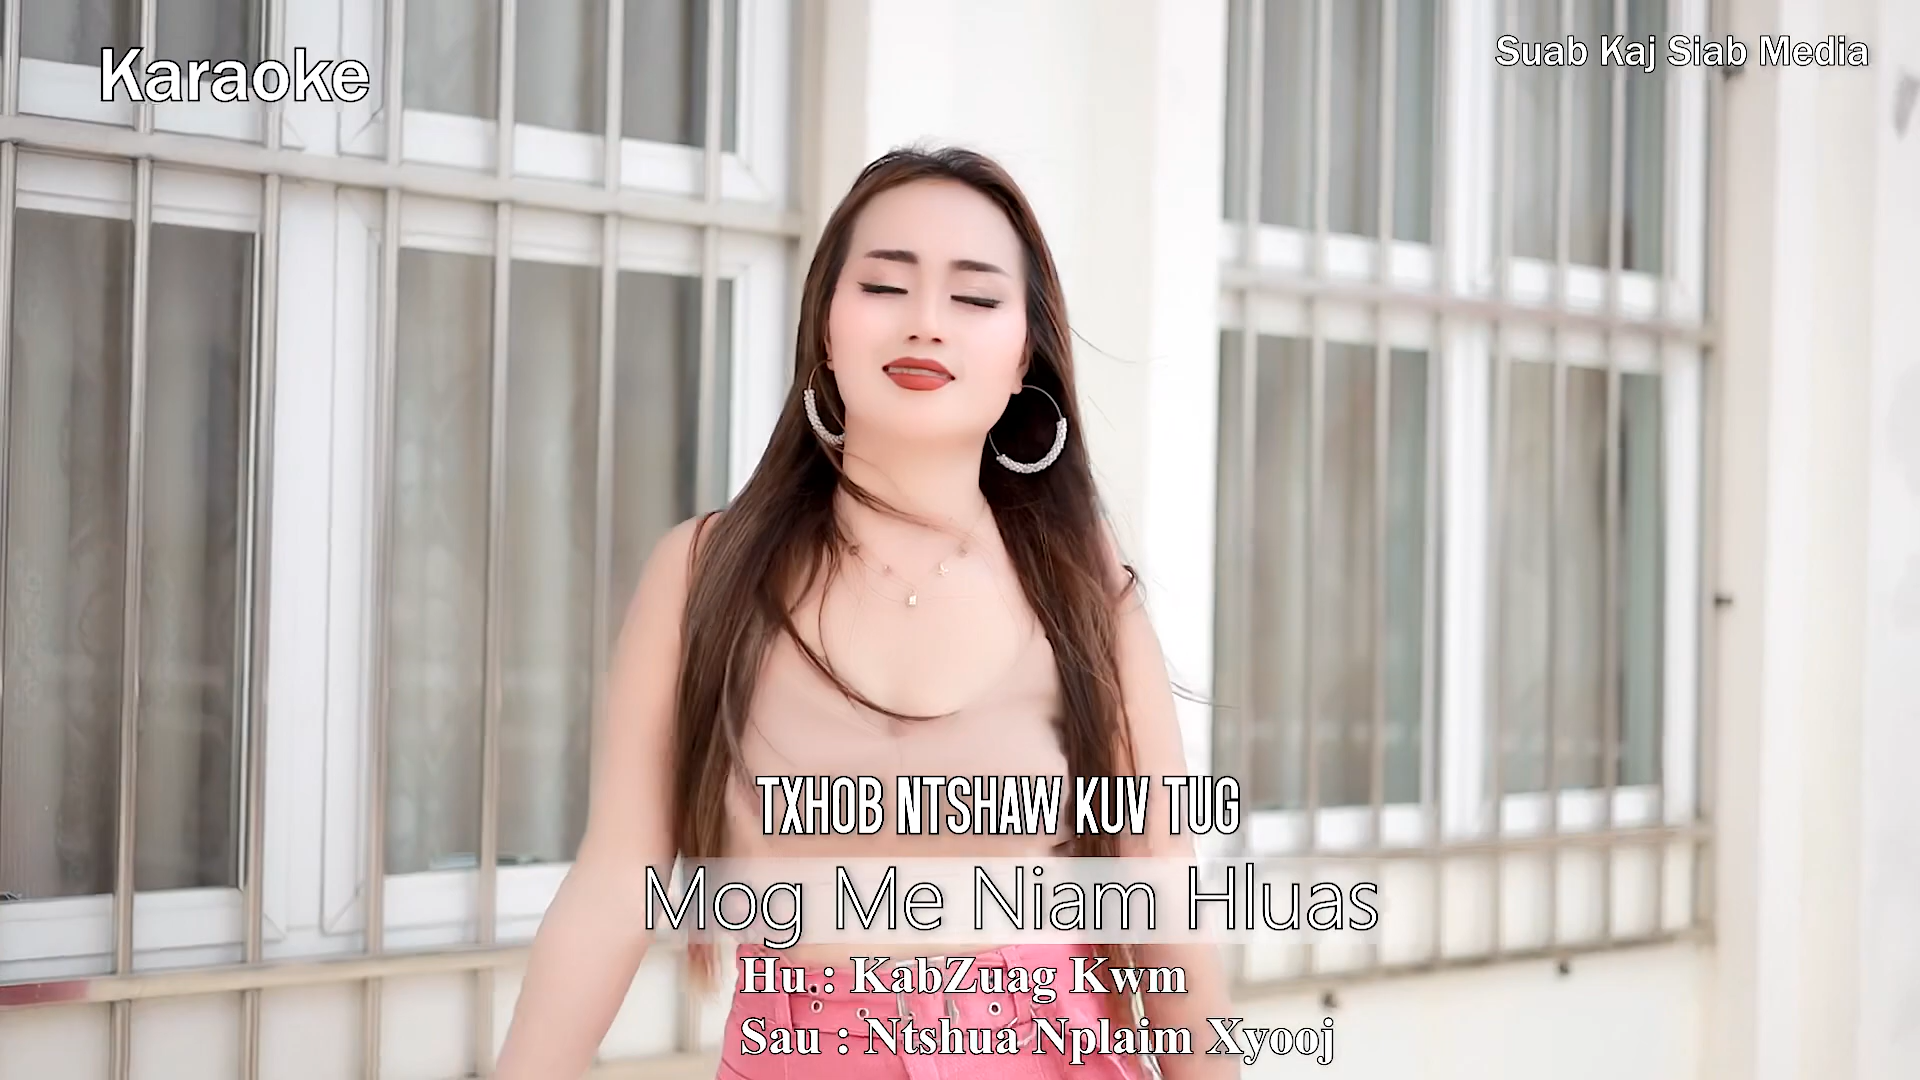 Karaoke
Suab Kaj Siab Media
TXHOB NTSHAW KUV TUG
Mog Me Niam Hluas
Hu : KabZuag Kwm
Sau : Ntshua Nplaim Xyooj